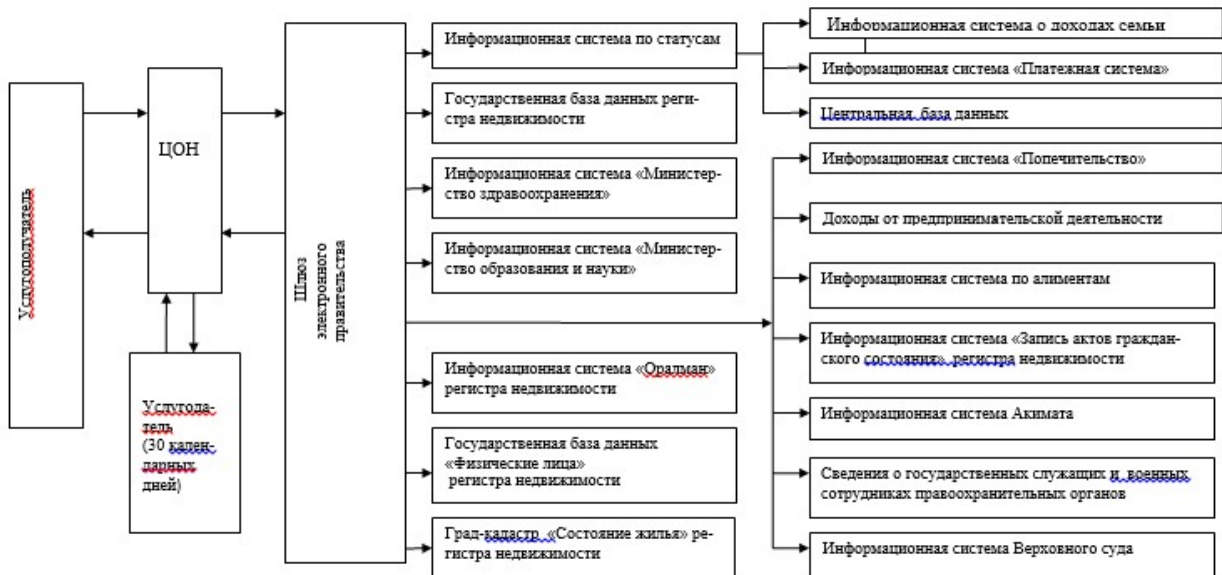 Услугополучатель
ЦОН
Услугода-
тель
(30 кален-
дарных
дней)
Шлюз
электронного
правительства
Информационная система по статусам
Государственная база данных реги-
стра недвижимости
Информационная система «Министер-
ство здравоохранения»
Информационная система «Министер-
ство образования и науки»
Информационная система «Оралман»
регистра недвижимости
Государственная база данных
«Физические лица»
регистра недвижимости
Град-кадастр «Состояние жилья» ре-
гистра недвижимости
Информационная система о доходах семьи
Информационная система «Платежная система»
Центральная база данных
Информационная система «Попечительство»
Доходы от предпринимательской деятельности
Информационная система по алиментам
Информационная система «Запись актов граждан-
ского состояния» регистра недвижимости
Информационная система Акимата
Сведения о государственных служащих и военных
сотрудниках правоохранительных органов
Информационная система Верховного суда